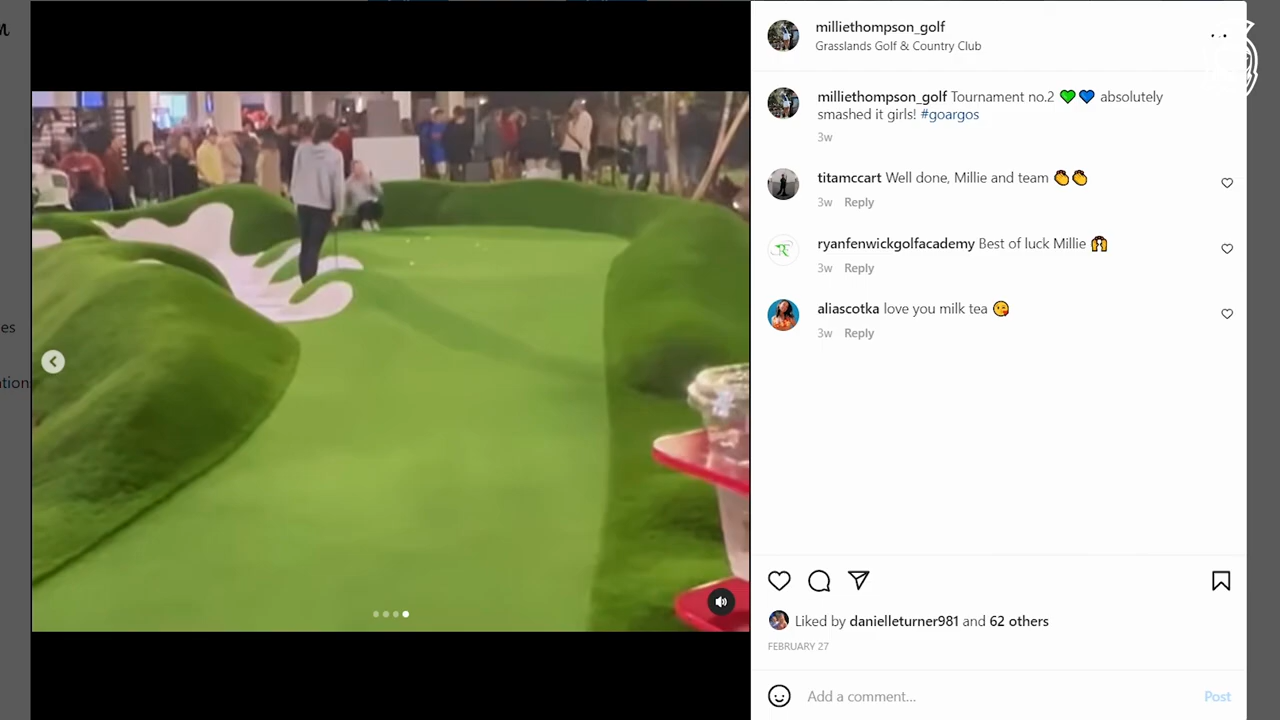 milliethompson_golf
Grasslands Golf & Country Club
milliethompson_golf Tournament no.2 💚💙 absolutely
smashed it girls! #goargos
3w
titamccart Well done, Millie and team 👏👏
3w Reply
ryanfenwickgolfacademy Best of luck Millie 🙌
3w Reply
aliascotka love you milk tea 😘
3w Reply
es
ation
Liked by danielleturner981 and 62 others
FEBRUARY 27
Add a comment... Post